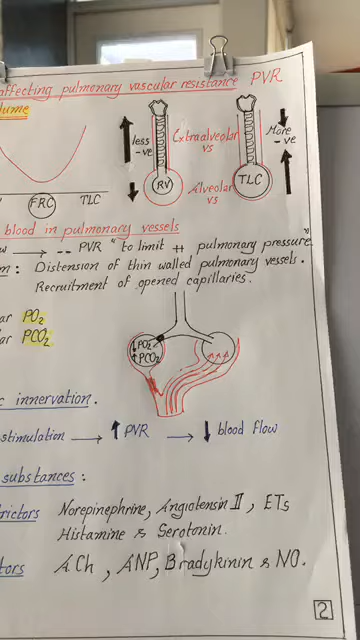 affecting pulmonary vascular resistance PVR
lume
less -ve
Extraalveolar vs
More -ve
RV
Alveolar vs
TLC
FRC TLC
blood in pulmonary vessels
w → -- PVR "to limit ++ pulmonary pressure"
m: Distension of thin walled pulmonary vessels.
Recruitment of opened capillaries.
ar PO₂
ar PCO₂
↓PO₂
↑PCO₂
c innervation.
stimulation → ↑ PVR → ↓ blood flow
substances:
rictors Norepinephrine, Angiotensin II, ETs
Histamine & Serotonin.
tors ACh, ANP, Bradykinin & NO.
2